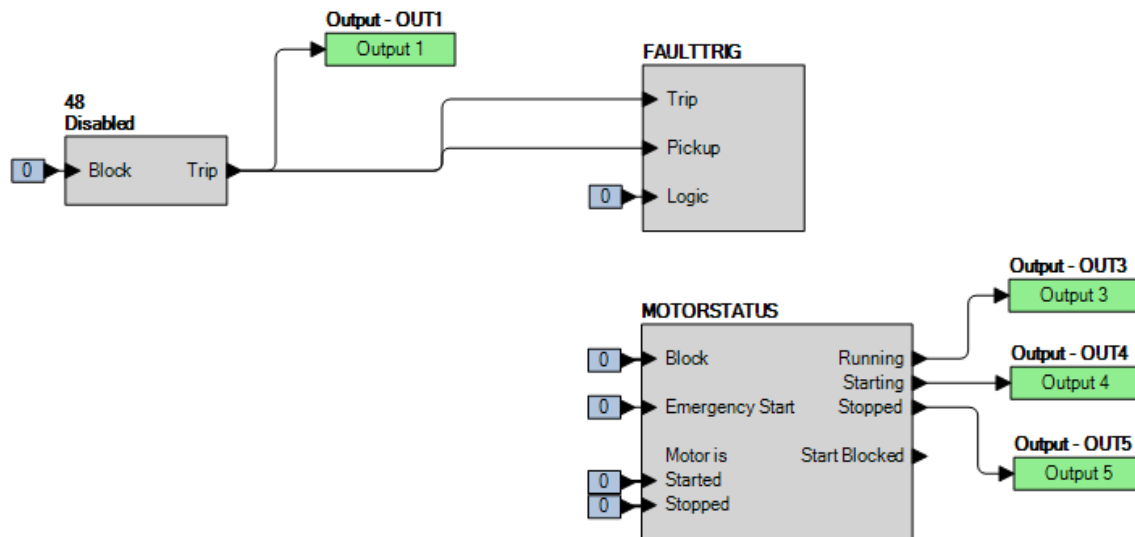 Output - OUT1
Output 1
FAULTTRIG
Trip
Pickup
0 Logic
48
Disabled
0 Block Trip
Output - OUT3
Output 3
MOTORSTATUS
0 Block Running
Starting
Output - OUT4
Output 4
0 Emergency Start Stopped
Motor is Start Blocked
0 Started
0 Stopped
Output - OUT5
Output 5